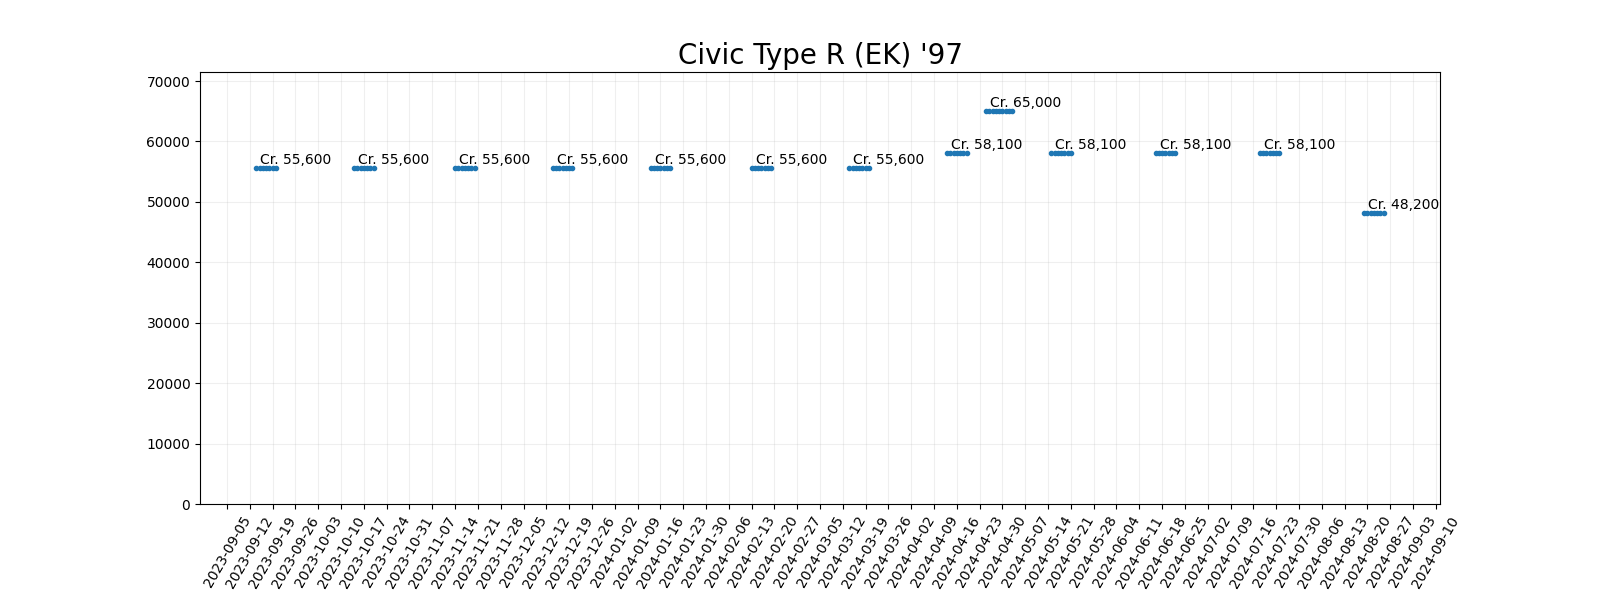 Civic Type R (EK) '97
70000
Cr. 65,000
60000
Cr. 58,100 Cr. 58,100 Cr. 58,100 Cr. 58,100
Cr. 55,600 Cr. 55,600 Cr. 55,600 Cr. 55,600 Cr. 55,600 Cr. 55,600 Cr. 55,600
50000
Cr. 48,200
40000
30000
20000
10000
0
2023-09-05 2023-09-12 2023-09-19 2023-09-26 2023-10-03 2023-10-10 2023-10-17 2023-10-24 2023-10-31 2023-11-07 2023-11-14 2023-11-21 2023-11-28 2023-12-05 2023-12-12 2023-12-19 2023-12-26 2024-01-02 2024-01-09 2024-01-16 2024-01-23 2024-01-30 2024-02-06 2024-02-13 2024-02-20 2024-02-27 2024-03-05 2024-03-12 2024-03-19 2024-03-26 2024-04-02 2024-04-09 2024-04-16 2024-04-23 2024-04-30 2024-05-07 2024-05-14 2024-05-21 2024-05-28 2024-06-04 2024-06-11 2024-06-18 2024-06-25 2024-07-02 2024-07-09 2024-07-16 2024-07-23 2024-07-30 2024-08-06 2024-08-13 2024-08-20 2024-08-27 2024-09-03 2024-09-10